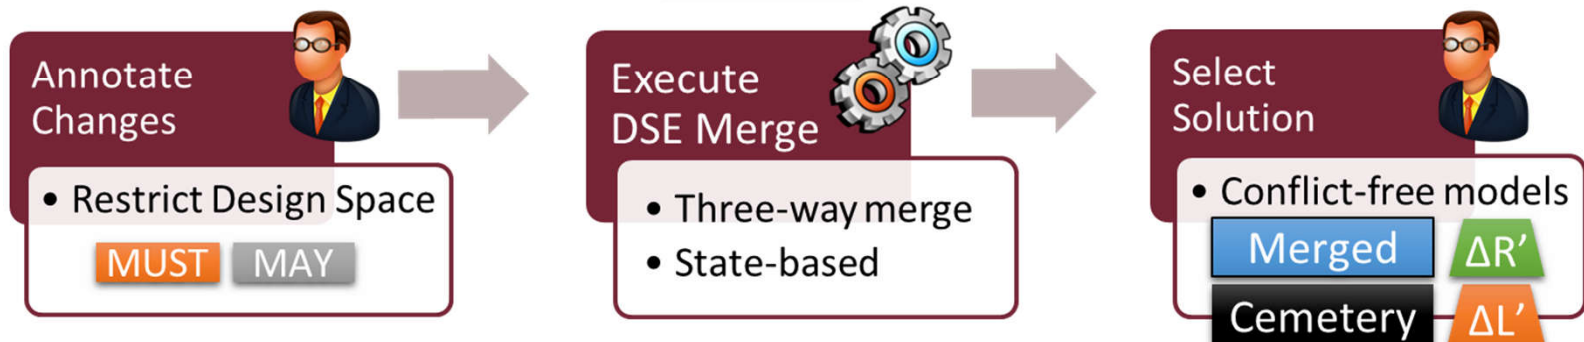 Annotate
Changes
• Restrict Design Space
MUST MAY
Execute
DSE Merge
• Three-way merge
• State-based
Select
Solution
• Conflict-free models
Merged ΔR’
Cemetery ΔL’